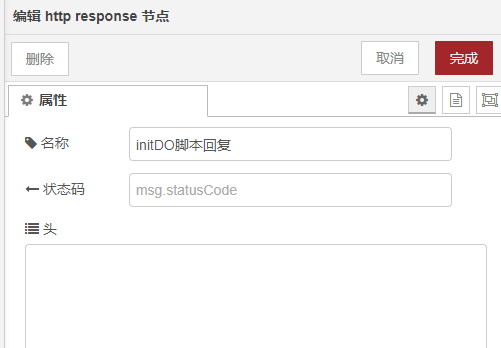 编辑 http response 节点
删除 取消 完成
属性
名称 initDO脚本回复
状态码 msg.statusCode
头